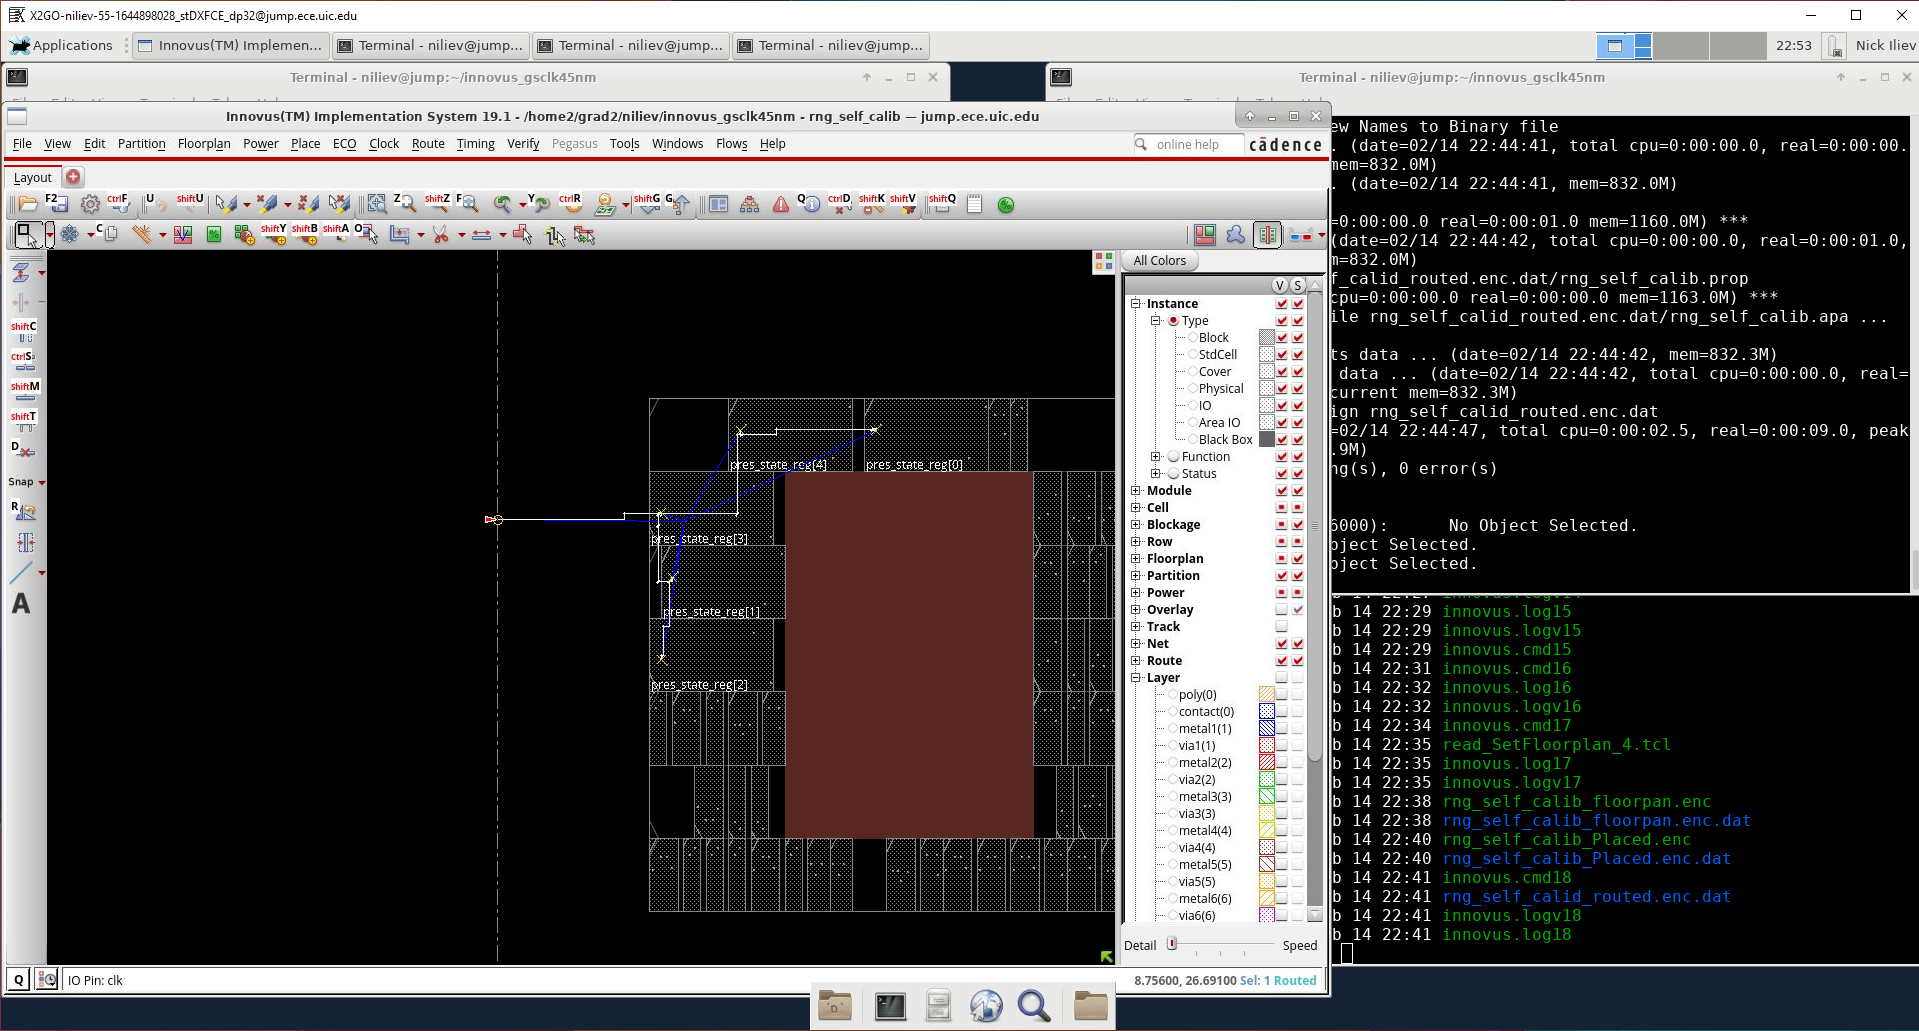 X2GO-niliev-55-1644898028_stDXFCE_dp32@jump.ece.uic.edu
Applications
Innovus(TM) Implemen...
Terminal - niliev@jump...
Terminal - niliev@jump...
Terminal - niliev@jump...
22:53
Nick Iliev
Terminal - niliev@jump:~/innovus_gsclk45nm
Terminal - niliev@jump:~/innovus_gsclk45nm
Innovus(TM) Implementation System 19.1 - /home2/grad2/niliev/innovus_gsclk45nm - rng_self_calib — jump.ece.uic.edu
File View Edit Partition Floorplan Power Place ECO Clock Route Timing Verify Pegasus Tools Windows Flows Help
online help
cādence
Layout
F2 ctrlF U shiftU Z shiftZ F Y ctrlR shiftG G Q ctrlD shiftK shiftV shiftQ
C shiftY shiftB shiftA O
ShiftC
CtrlS
ShiftM
ShiftT
D
Snap
R
A
pres_state_reg[4]
pres_state_reg[0]
pres_state_reg[3]
pres_state_reg[1]
pres_state_reg[2]
All Colors
V S
Instance
Type
Block
StdCell
Cover
Physical
IO
Area IO
Black Box
Function
Status
Module
Cell
Blockage
Row
Floorplan
Partition
Power
Overlay
Track
Net
Route
Layer
poly(0)
contact(0)
metal1(1)
via1(1)
metal2(2)
via2(2)
metal3(3)
via3(3)
metal4(4)
via4(4)
metal5(5)
via5(5)
metal6(6)
via6(6)
Detail
Speed
Q
IO Pin: clk
8.75600, 26.69100 Sel: 1 Routed
ew Names to Binary file
. (date=02/14 22:44:41, total cpu=0:00:00.0, real=0:00:00.
mem=832.0M)
. (date=02/14 22:44:41, mem=832.0M)
=0:00:00.0 real=0:00:01.0 mem=1160.0M) ***
(date=02/14 22:44:42, total cpu=0:00:00.0, real=0:00:01.0,
m=832.0M)
f_calid_routed.enc.dat/rng_self_calib.prop
cpu=0:00:00.0 real=0:00:00.0 mem=1163.0M) ***
ile rng_self_calid_routed.enc.dat/rng_self_calib.apa ...
ts data ... (date=02/14 22:44:42, mem=832.3M)
data ... (date=02/14 22:44:42, total cpu=0:00:00.0, real=
current mem=832.3M)
ign rng_self_calid_routed.enc.dat
=02/14 22:44:47, total cpu=0:00:02.5, real=0:00:09.0, peak
.9M)
ng(s), 0 error(s)
6000): No Object Selected.
bject Selected.
bject Selected.
b 14 22:29 innovus.log15
b 14 22:29 innovus.logv15
b 14 22:29 innovus.cmd15
b 14 22:31 innovus.cmd16
b 14 22:32 innovus.log16
b 14 22:32 innovus.logv16
b 14 22:34 innovus.cmd17
b 14 22:35 read_SetFloorplan_4.tcl
b 14 22:35 innovus.log17
b 14 22:35 innovus.logv17
b 14 22:38 rng_self_calib_floorpan.enc
b 14 22:38 rng_self_calib_floorpan.enc.dat
b 14 22:40 rng_self_calib_Placed.enc
b 14 22:40 rng_self_calib_Placed.enc.dat
b 14 22:41 innovus.cmd18
b 14 22:41 rng_self_calid_routed.enc.dat
b 14 22:41 innovus.logv18
b 14 22:41 innovus.log18